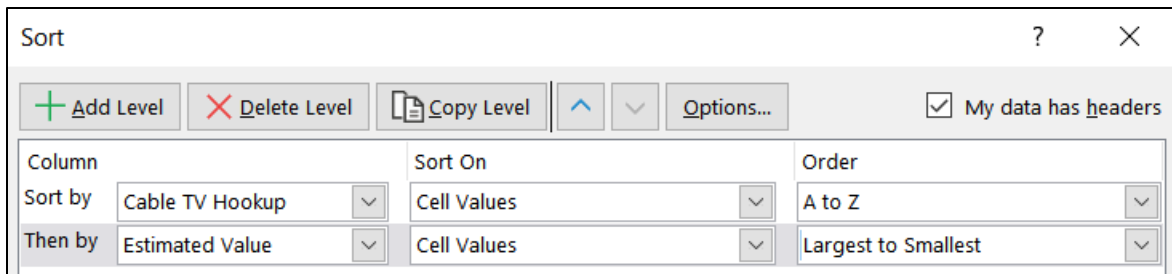 Sort ?
Add Level Delete Level Copy Level Options... My data has headers
Column Sort On Order
Sort by Cable TV Hookup Cell Values A to Z
Then by Estimated Value Cell Values Largest to Smallest